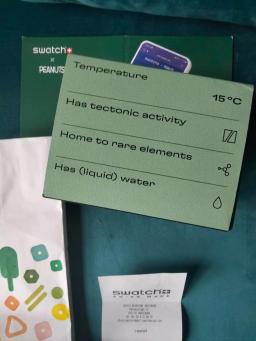 swatch
x
PEANUTS
Temperature
15 °C
Has tectonic activity
Home to rare elements
Has (liquid) water
swatch